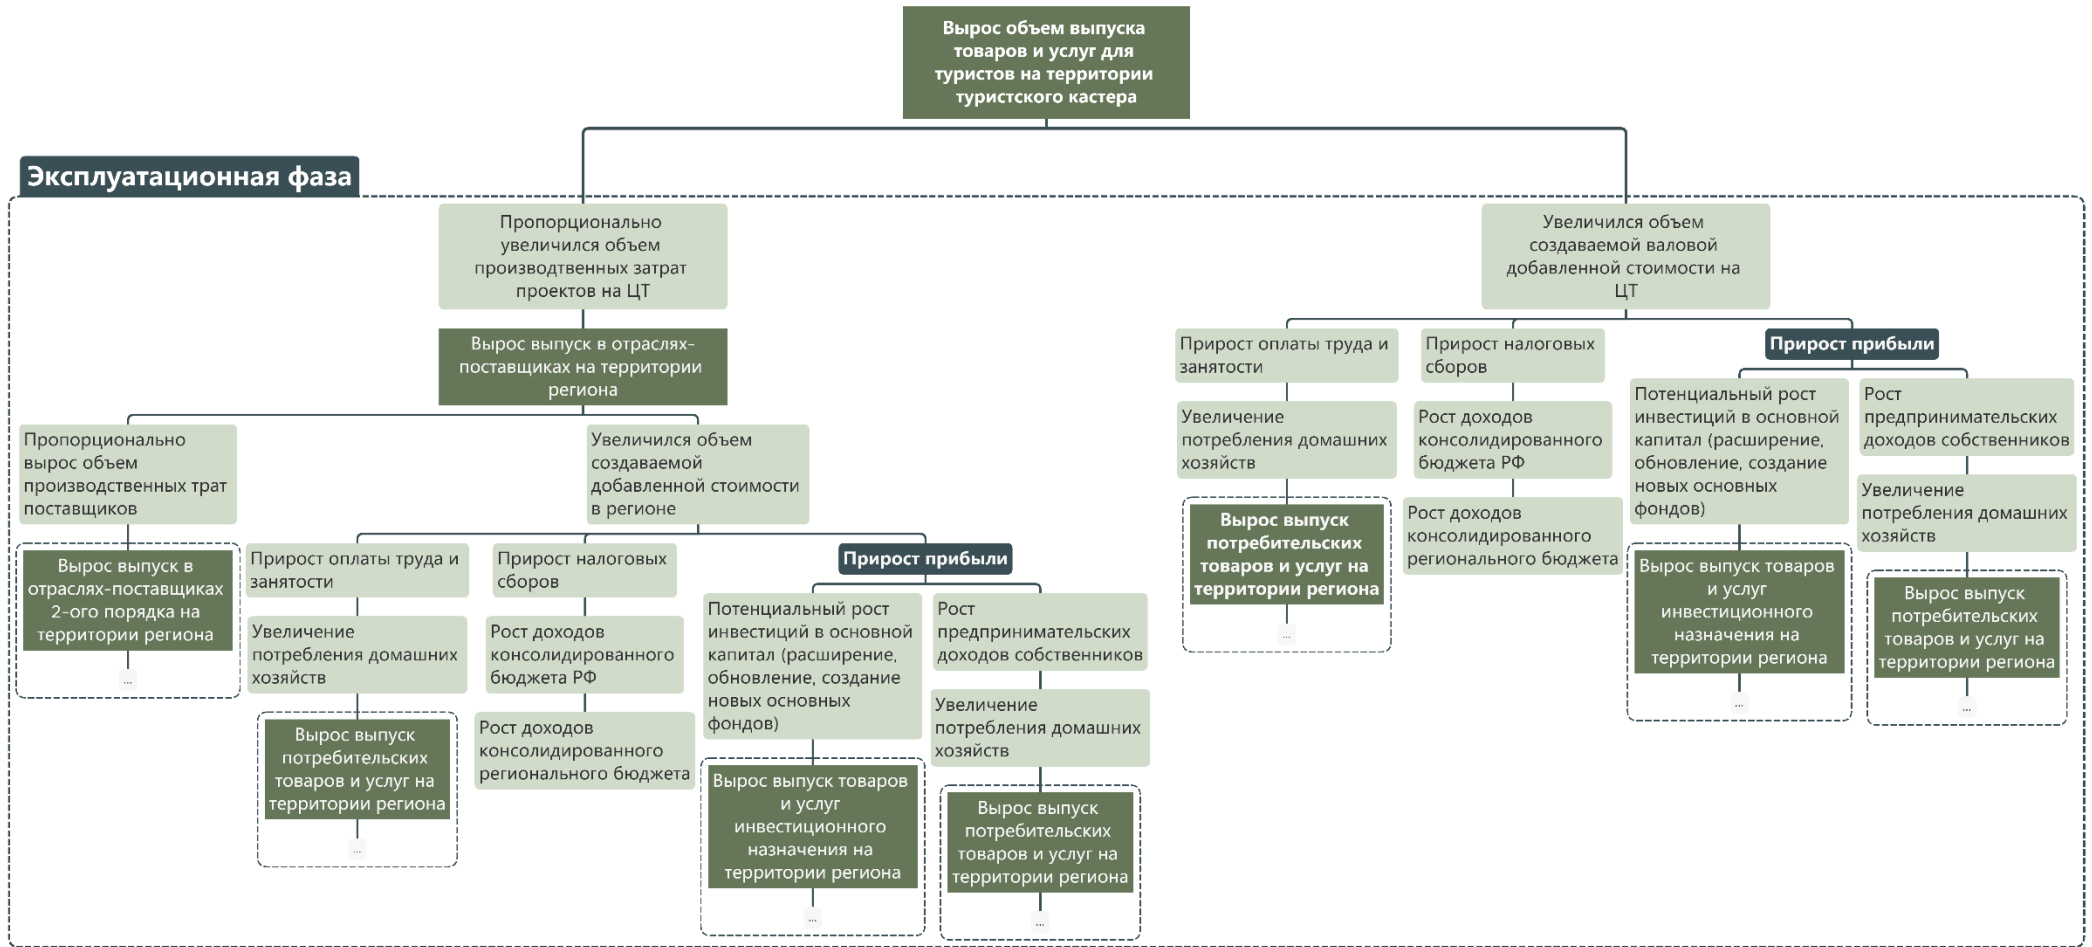 Вырос объем выпуска
товаров и услуг для
туристов на территории
туристского кастера
Эксплуатационная фаза
Пропорционально
увеличился объем
производтвенных затрат
проектов на ЦТ
Вырос выпуск в отраслях-
поставщиках на территории
региона
Пропорционально
вырос объем
производственных трат
поставщиков
Вырос выпуск в
отраслях-поставщиках
2-ого порядка на
территории региона
...
Увеличился объем
создаваемой
добавленной стоимости
в регионе
Прирост оплаты труда и
занятости
Увеличение
потребления домашних
хозяйств
Вырос выпуск
потребительских
товаров и услуг на
территории региона
...
Прирост налоговых
сборов
Рост доходов
консолидированного
бюджета РФ
Рост доходов
консолидированного
регионального бюджета
Прирост прибыли
Потенциальный рост
инвестиций в основной
капитал (расширение,
обновление, создание
новых основных
фондов)
Вырос выпуск товаров
и услуг
инвестиционного
назначения на
территории региона
...
Рост
предпринимательских
доходов собственников
Увеличение
потребления домашних
хозяйств
Вырос выпуск
потребительских
товаров и услуг на
территории региона
...
Увеличился объем
создаваемой валовой
добавленной стоимости на
ЦТ
Прирост оплаты труда и
занятости
Увеличение
потребления домашних
хозяйств
Вырос выпуск
потребительских
товаров и услуг на
территории региона
...
Прирост налоговых
сборов
Рост доходов
консолидированного
бюджета РФ
Рост доходов
консолидированного
регионального бюджета
Прирост прибыли
Потенциальный рост
инвестиций в основной
капитал (расширение,
обновление, создание
новых основных
фондов)
Вырос выпуск товаров
и услуг
инвестиционного
назначения на
территории региона
...
Рост
предпринимательских
доходов собственников
Увеличение
потребления домашних
хозяйств
Вырос выпуск
потребительских
товаров и услуг на
территории региона
...